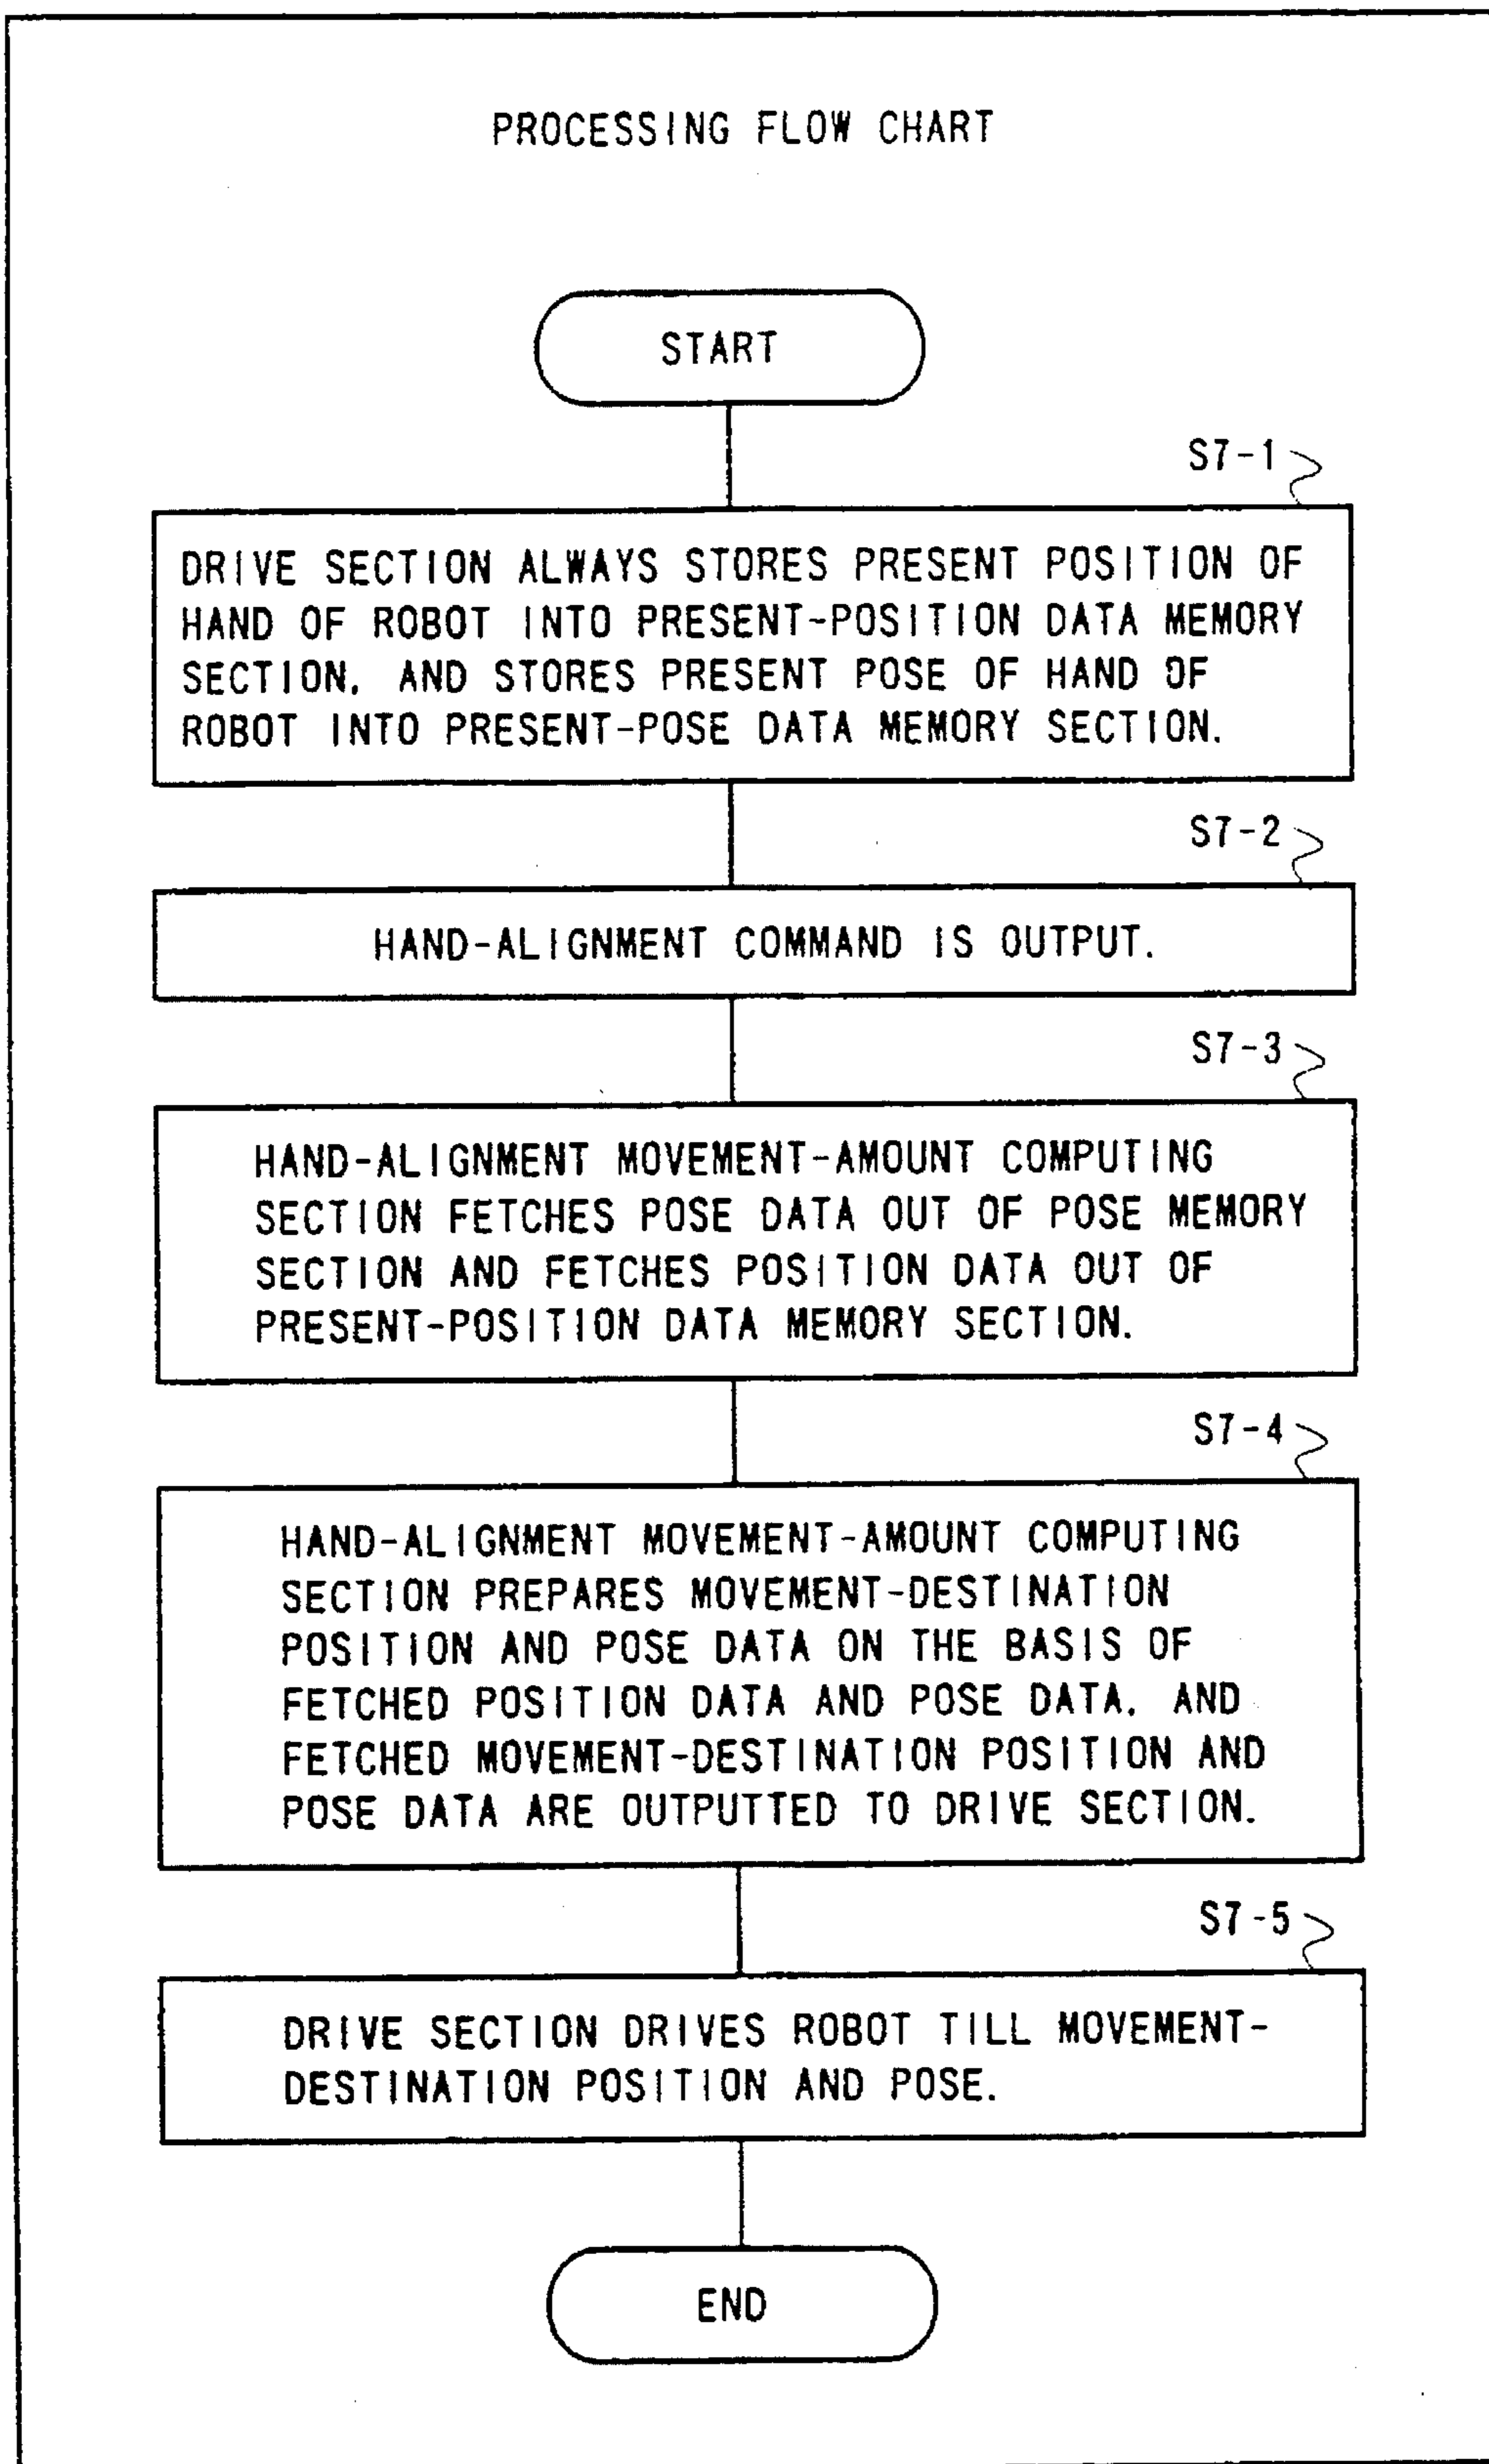 PROCESSING FLOW CHART
START
S7-1
DRIVE SECTION ALWAYS STORES PRESENT POSITION OF
HAND OF ROBOT INTO PRESENT-POSITION DATA MEMORY
SECTION, AND STORES PRESENT POSE OF HAND OF
ROBOT INTO PRESENT-POSE DATA MEMORY SECTION.
S7-2
HAND-ALIGNMENT COMMAND IS OUTPUT.
S7-3
HAND-ALIGNMENT MOVEMENT-AMOUNT COMPUTING
SECTION FETCHES POSE DATA OUT OF POSE MEMORY
SECTION AND FETCHES POSITION DATA OUT OF
PRESENT-POSITION DATA MEMORY SECTION.
S7-4
HAND-ALIGNMENT MOVEMENT-AMOUNT COMPUTING
SECTION PREPARES MOVEMENT-DESTINATION
POSITION AND POSE DATA ON THE BASIS OF
FETCHED POSITION DATA AND POSE DATA, AND
FETCHED MOVEMENT-DESTINATION POSITION AND
POSE DATA ARE OUTPUTTED TO DRIVE SECTION.
S7-5
DRIVE SECTION DRIVES ROBOT TILL MOVEMENT-
DESTINATION POSITION AND POSE.
END